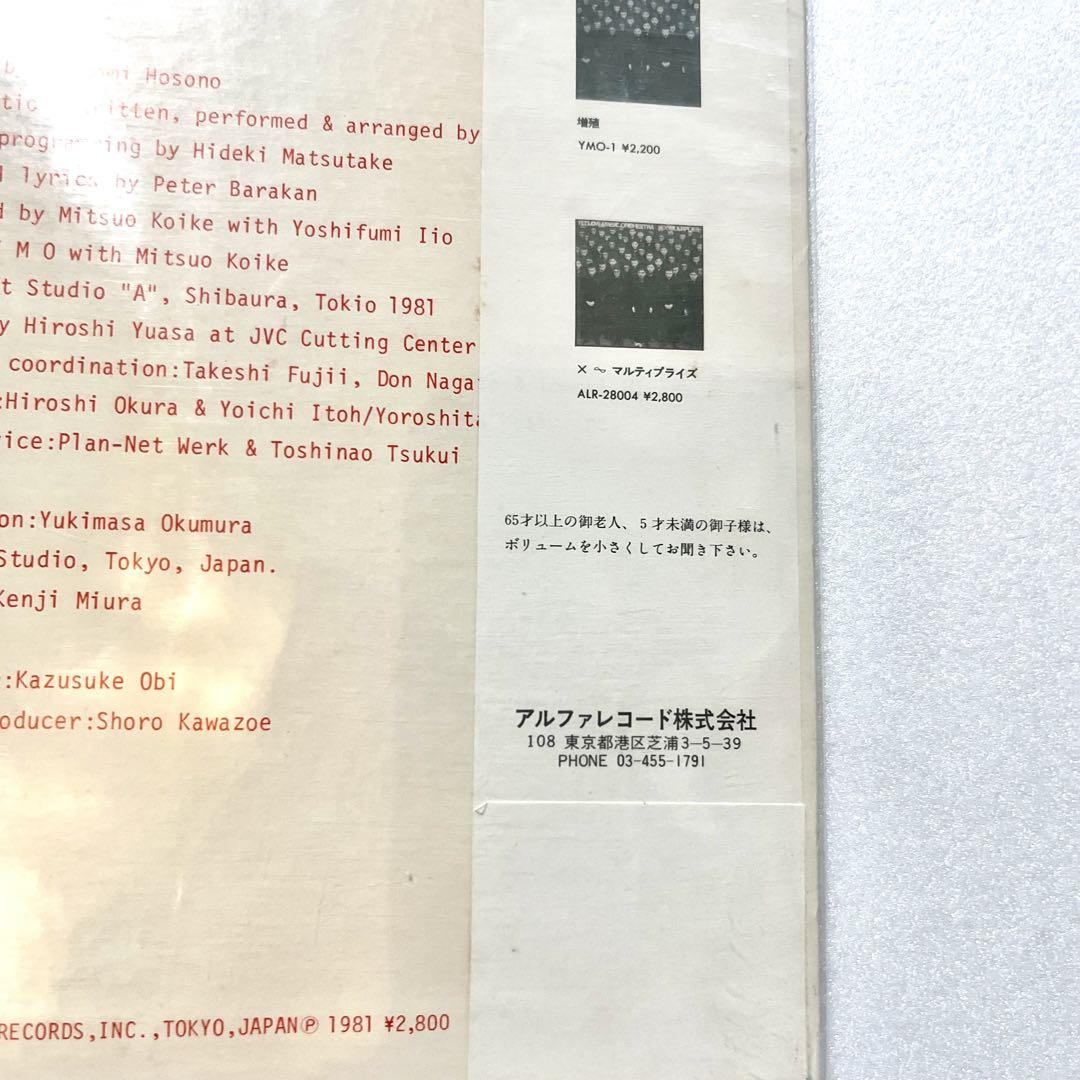 Hosono
written, performed & arranged by
programming by Hideki Matsutake
lyrics by Peter Barakan
by Mitsuo Koike with Yoshifumi Iio
M O with Mitsuo Koike
t Studio "A", Shibaura, Tokio 1981
y Hiroshi Yuasa at JVC Cutting Center
coordination:Takeshi Fujii, Don
:Hiroshi Okura & Yoichi Itoh/Yoroshita
ice:Plan-Net Werk & Toshinao Tsukui
on:Yukimasa Okumura
Studio, Tokyo, Japan.
Kenji Miura
:Kazusuke Obi
oducer:Shoro Kawazoe
RECORDS,INC.,TOKYO,JAPAN℗ 1981 ¥2,800
増殖
YMO-1 ¥2,200
YELLOW MAGIC ORCHESTRA
×∞マルティプライズ
ALR-28004 ¥2,800
65才以上の御老人、5才未満の御子様は、
ボリュームを小さくしてお聞き下さい。
アルファレコード株式会社
108 東京都港区芝浦3-5-39
PHONE 03-455-1791